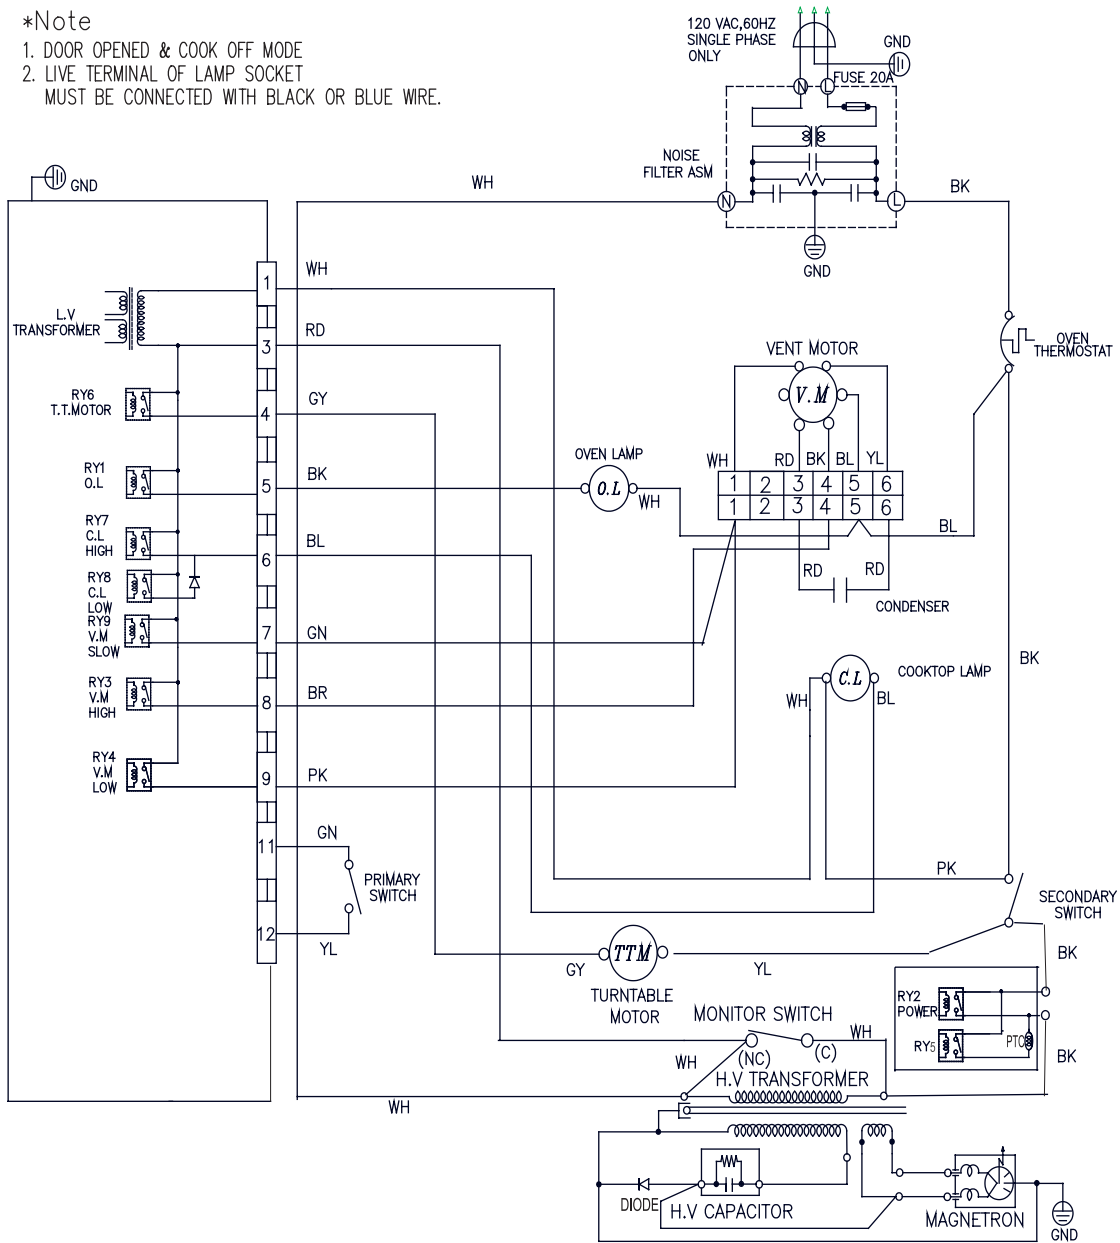 *Note
1. DOOR OPENED & COOK OFF MODE
2. LIVE TERMINAL OF LAMP SOCKET
MUST BE CONNECTED WITH BLACK OR BLUE WIRE.
120 VAC,60HZ
SINGLE PHASE
ONLY
GND
FUSE 20A
N
L
NOISE
FILTER ASM
N
L
GND
WH
BK
GND
L.V
TRANSFORMER
1
WH
3
RD
RY6
T.T.MOTOR
4
GY
RY1
O.L
5
BK
RY7
C.L
HIGH
6
BL
RY8
C.L
LOW
RY9
V.M
SLOW
7
GN
RY3
V.M
HIGH
8
BR
RY4
V.M
LOW
9
PK
11
GN
PRIMARY
SWITCH
12
YL
OVEN
THERMOSTAT
VENT MOTOR
V.M
OVEN LAMP
O.L
WH
WH
RD
BK
BL
YL
1 2 3 4 5 6
1 2 3 4 5 6
BL
RD
RD
CONDENSER
COOKTOP LAMP
C.L
WH
BL
BK
PK
SECONDARY
SWITCH
TTM
GY
YL
TURNTABLE
MOTOR
BK
RY2
POWER
RY5
PTC
BK
MONITOR SWITCH
WH
(NC)
(C)
WH
H.V TRANSFORMER
WH
DIODE
H.V CAPACITOR
N
MAGNETRON
GND